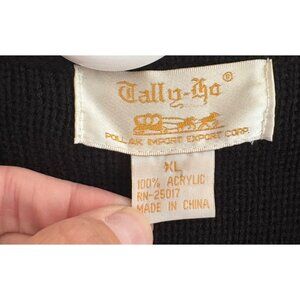 Tally-Ho ®
POLLAK IMPORT EXPORT CORP.
XL
100% ACRYLIC
RN-25017
MADE IN CHINA